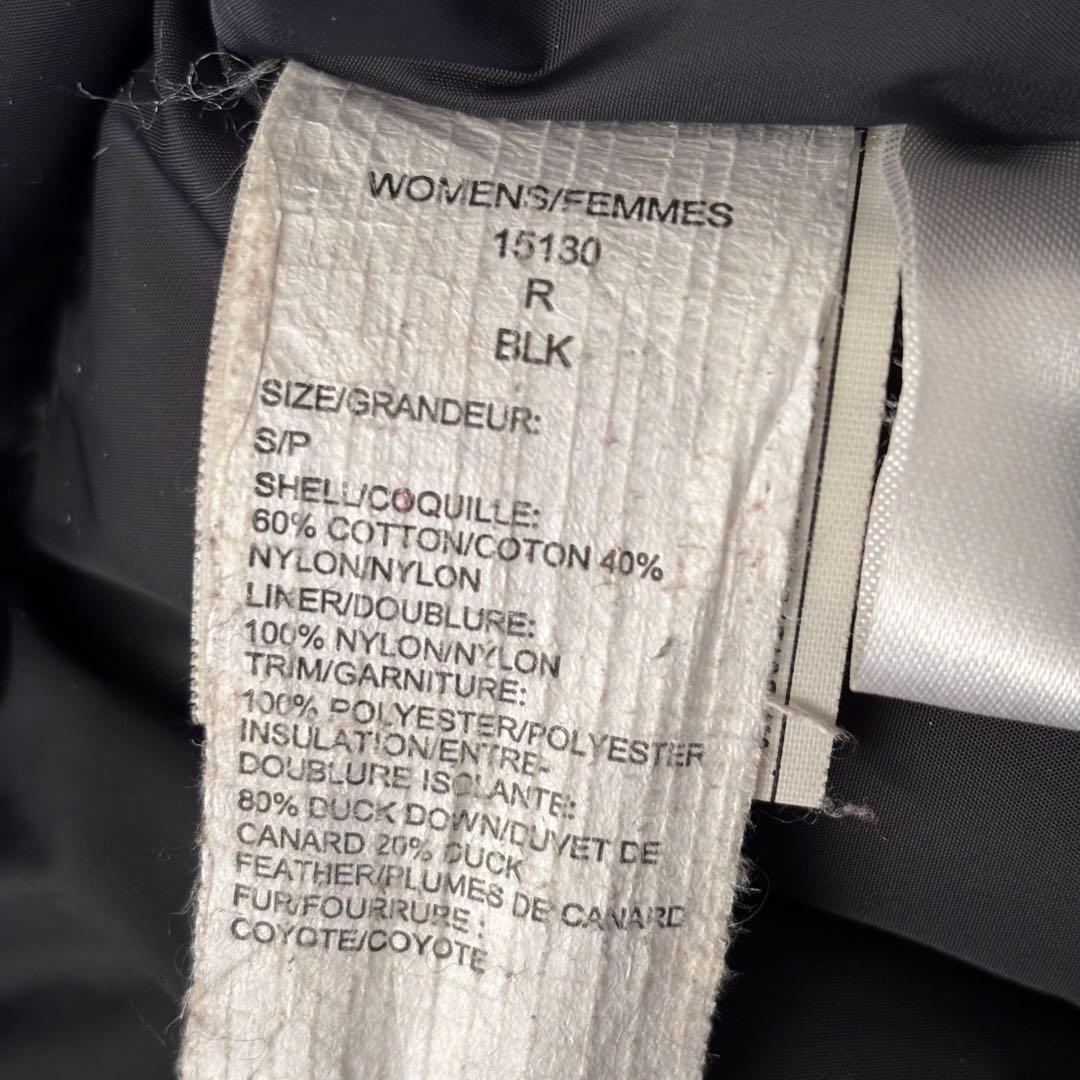 WOMENS/FEMMES
15130
R
BLK
SIZE/GRANDEUR:
S/P
SHELL/COQUILLE:
60% COTTON/COTON 40%
NYLON/NYLON
LINER/DOUBLURE:
100% NYLON/NYLON
TRIM/GARNITURE:
100% POLYESTER/POLYESTER
INSULATION/ENTRE-
DOUBLURE ISOLANTE:
80% DUCK DOWN/DUVET DE
CANARD 20% DUCK
FEATHER/PLUMES DE CANARD
FUR/FOURRURE :
COYOTE/COYOTE